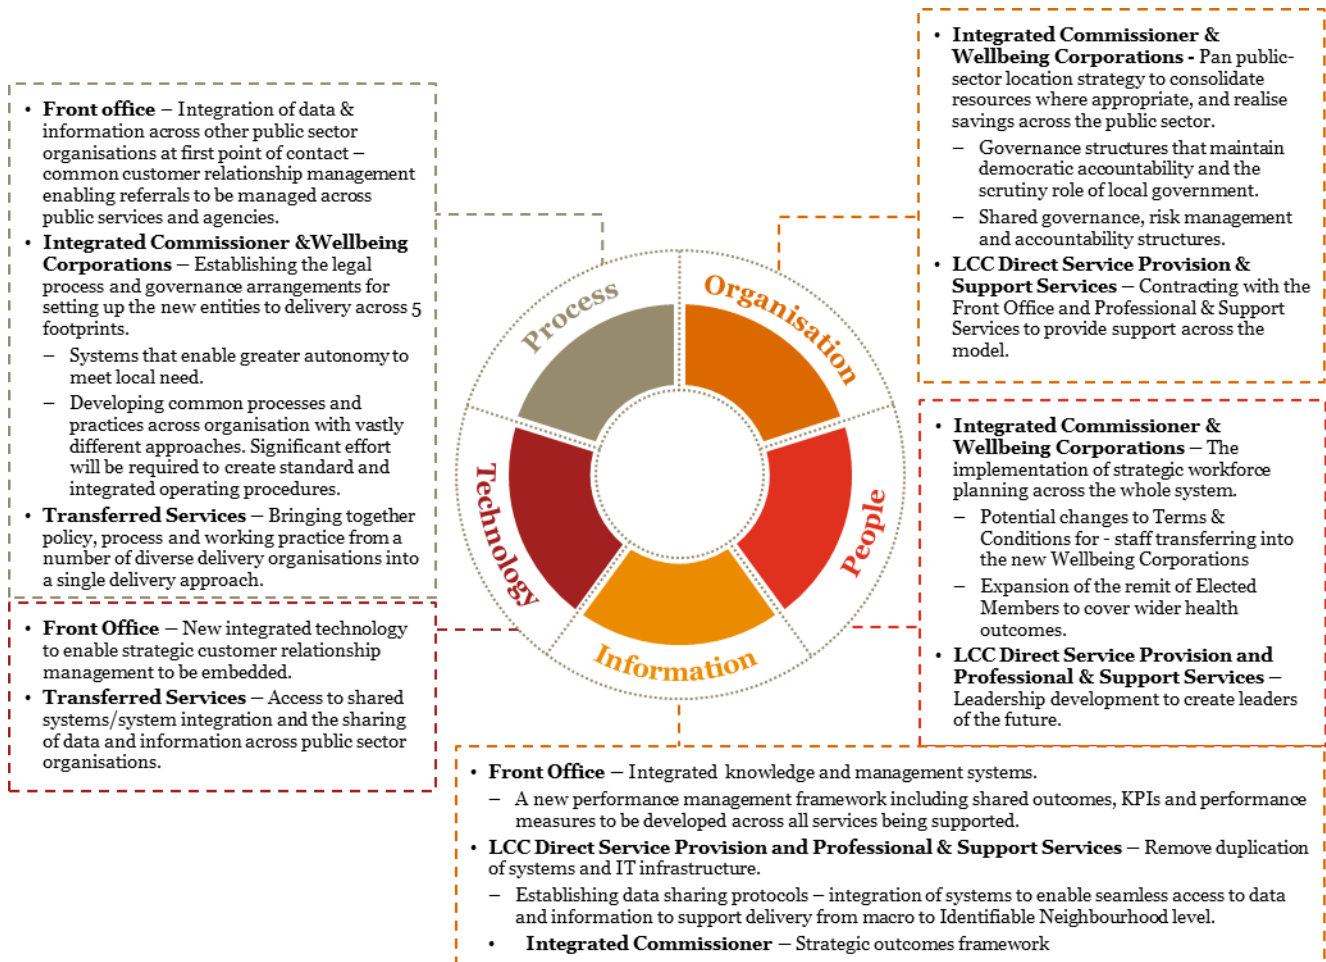 • Front office – Integration of data &
information across other public sector
organisations at first point of contact –
common customer relationship management
enabling referrals to be managed across
public services and agencies.
• Integrated Commissioner &Wellbeing
Corporations – Establishing the legal
process and governance arrangements for
setting up the new entities to delivery across 5
footprints.
– Systems that enable greater autonomy to
meet local need.
– Developing common processes and
practices across organisation with vastly
different approaches. Significant effort
will be required to create standard and
integrated operating procedures.
• Transferred Services – Bringing together
policy, process and working practice from a
number of diverse delivery organisations into
a single delivery approach.
• Front Office – New integrated technology
to enable strategic customer relationship
management to be embedded.
• Transferred Services – Access to shared
systems/system integration and the sharing
of data and information across public sector
organisations.
Process
Organisation
Technology
People
Information
• Integrated Commissioner &
Wellbeing Corporations - Pan public-
sector location strategy to consolidate
resources where appropriate, and realise
savings across the public sector.
– Governance structures that maintain
democratic accountability and the
scrutiny role of local government.
– Shared governance, risk management
and accountability structures.
• LCC Direct Service Provision &
Support Services – Contracting with the
Front Office and Professional & Support
Services to provide support across the
model.
• Integrated Commissioner &
Wellbeing Corporations – The
implementation of strategic workforce
planning across the whole system.
– Potential changes to Terms &
Conditions for - staff transferring into
the new Wellbeing Corporations
– Expansion of the remit of Elected
Members to cover wider health
outcomes.
• LCC Direct Service Provision and
Professional & Support Services –
Leadership development to create leaders
of the future.
• Front Office – Integrated knowledge and management systems.
– A new performance management framework including shared outcomes, KPIs and performance
measures to be developed across all services being supported.
• LCC Direct Service Provision and Professional & Support Services – Remove duplication
of systems and IT infrastructure.
– Establishing data sharing protocols – integration of systems to enable seamless access to data
and information to support delivery from macro to Identifiable Neighbourhood level.
• Integrated Commissioner – Strategic outcomes framework